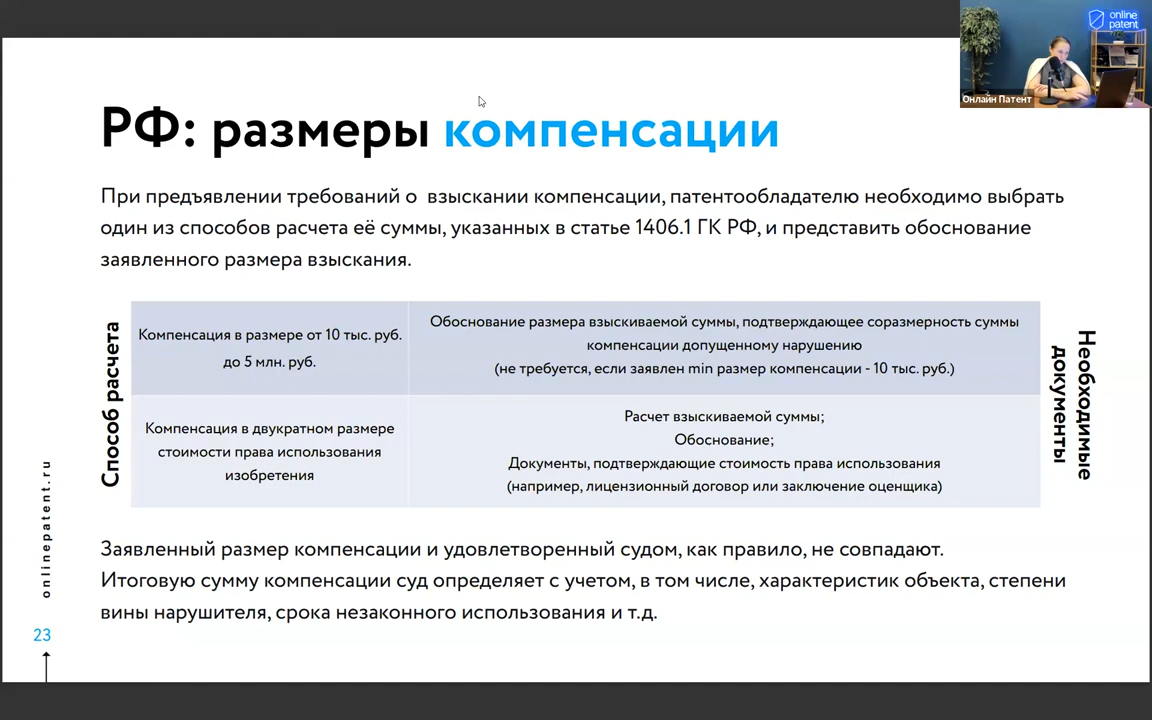 online
patent
Онлайн Патент
РФ: размеры компенсации
При предъявлении требований о взыскании компенсации, патентообладателю необходимо выбрать
один из способов расчета её суммы, указанных в статье 1406.1 ГК РФ, и представить обоснование
заявленного размера взыскания.
Способ расчета
Компенсация в размере от 10 тыс. руб.
до 5 млн. руб.
Обоснование размера взыскиваемой суммы, подтверждающее соразмерность суммы
компенсации допущенному нарушению
(не требуется, если заявлен min размер компенсации - 10 тыс. руб.)
Компенсация в двукратном размере
стоимости права использования
изобретения
Расчет взыскиваемой суммы;
Обоснование;
Документы, подтверждающие стоимость права использования
(например, лицензионный договор или заключение оценщика)
Необходимые
документы
Заявленный размер компенсации и удовлетворенный судом, как правило, не совпадают.
Итоговую сумму компенсации суд определяет с учетом, в том числе, характеристик объекта, степени
вины нарушителя, срока незаконного использования и т.д.
onlinepatent.ru
23